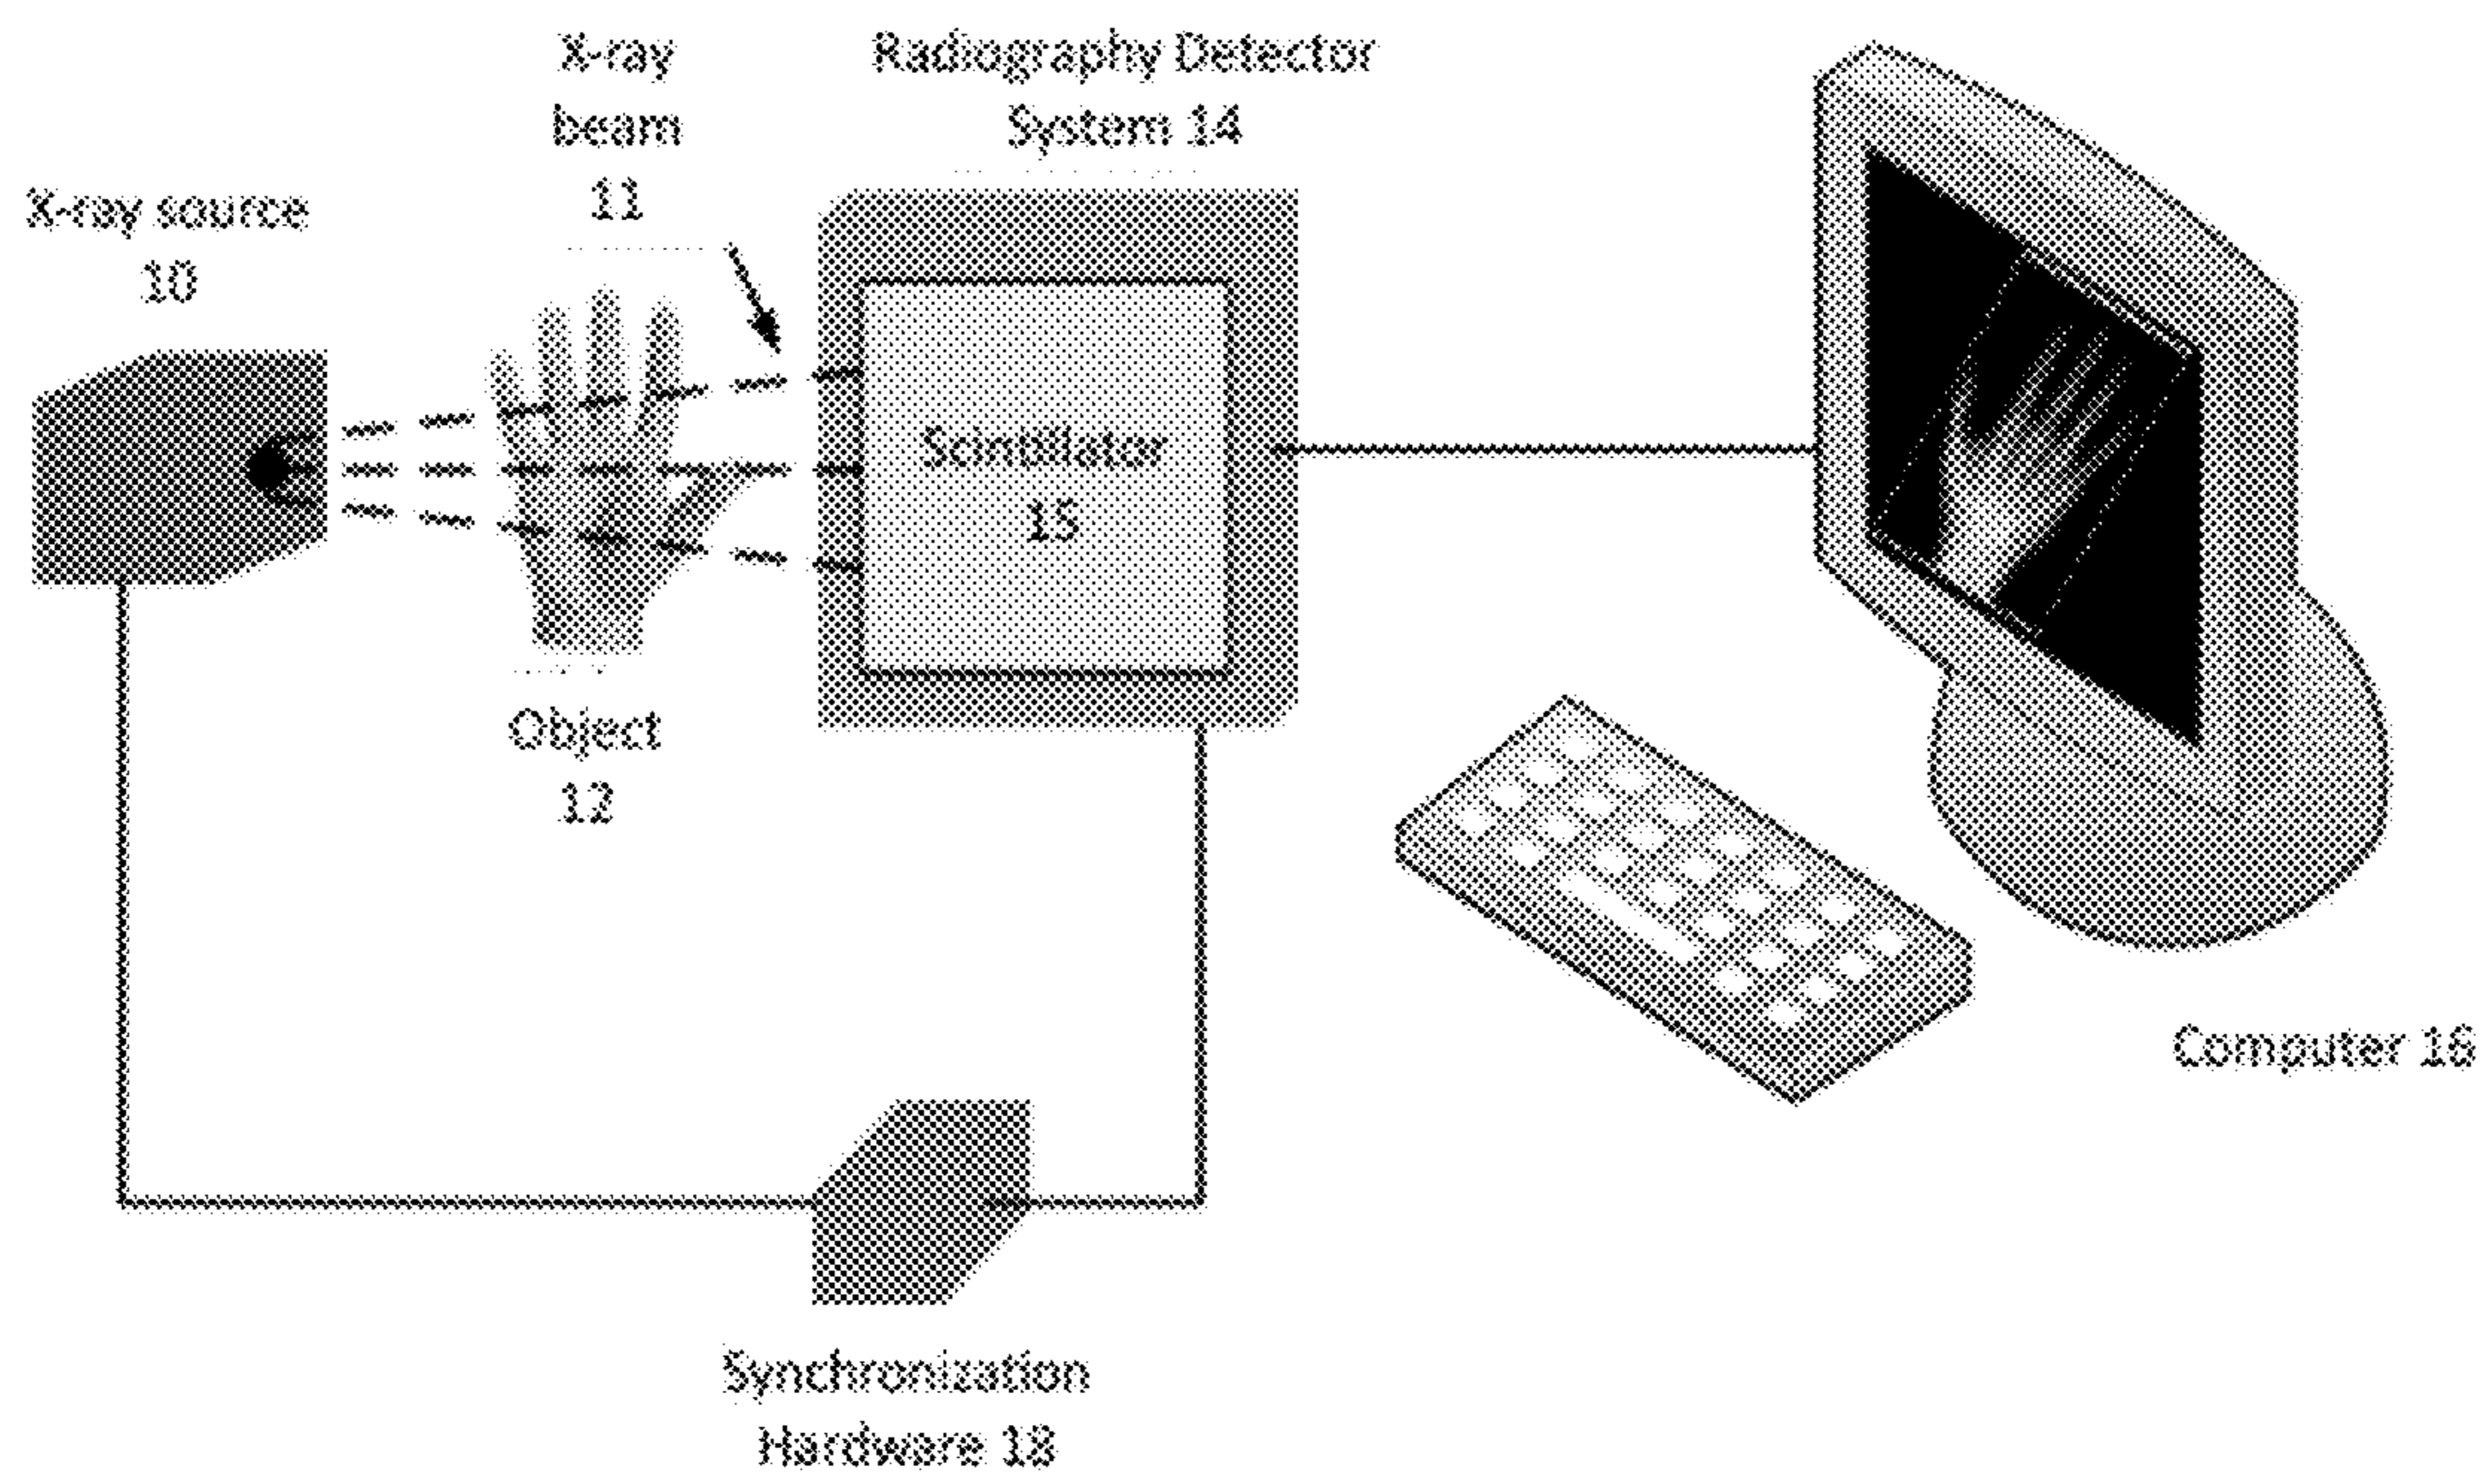 X-ray source
10
X-ray
beam
11
Radiography Detector
System 14
Scintillator
15
Object
12
Computer 16
Synchronization
Hardware 18